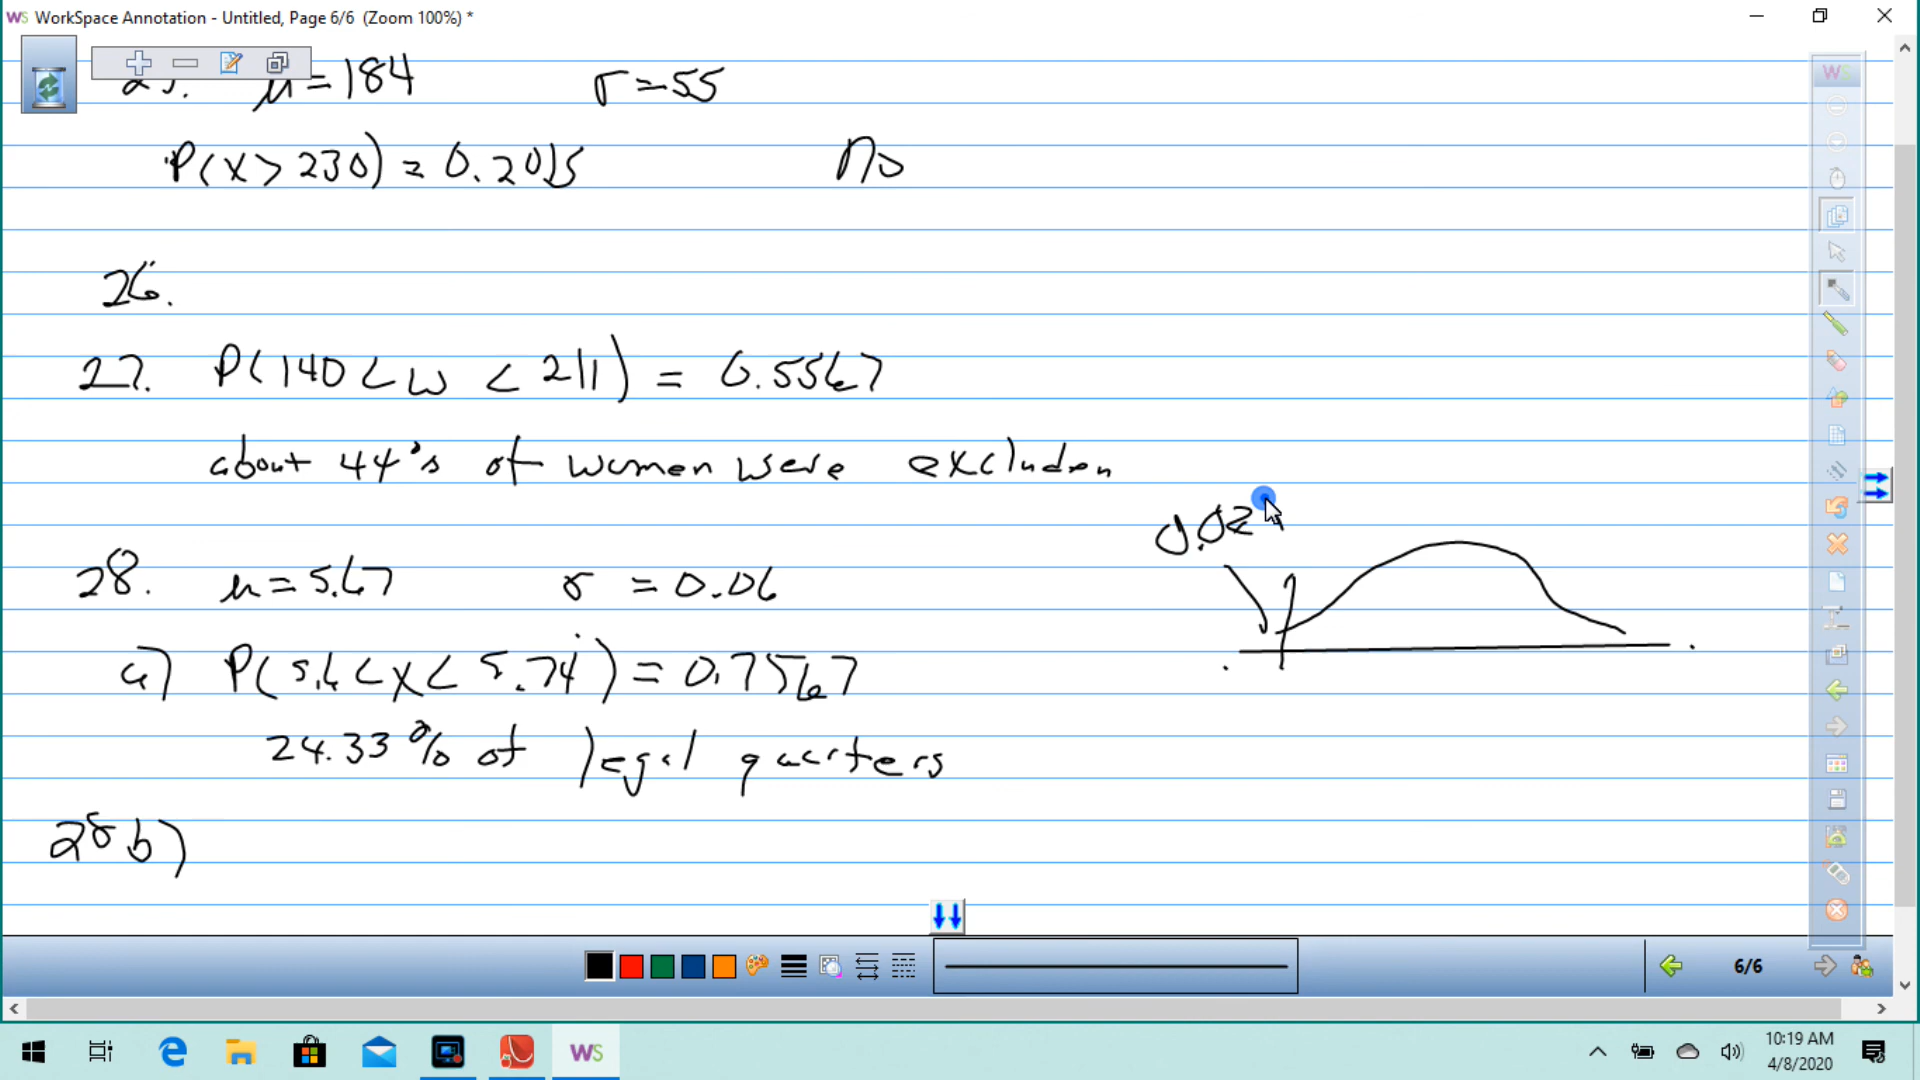 WorkSpace Annotation - Untitled, Page 6/6 (Zoom 100%) *
μ = 184 σ = 55
P(x > 230) = 0.2015 No
26.
27. P(140 < w < 211) = 0.5567
about 44% of women were excluden
0.02
28. μ = 5.67 σ = 0.06
a) P(5.6 < x < 5.74) = 0.7567
24.33% of legal quarters
28 b)
6/6
WS
10:19 AM
4/8/2020